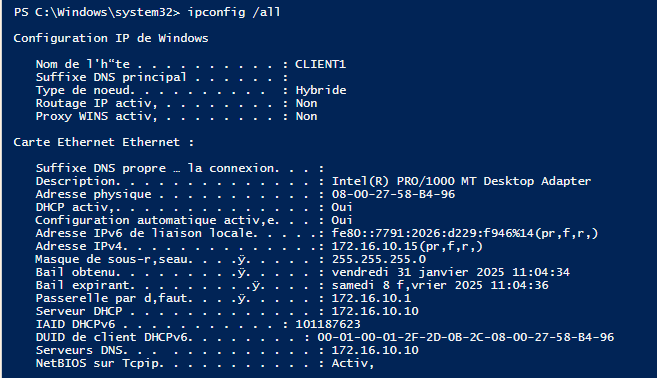 PS C:\Windows\system32> ipconfig /all
Configuration IP de Windows
Nom de l'h“te . . . . . . . . . . : CLIENT1
Suffixe DNS principal . . . . . . :
Type de noeud. . . . . . . . . . : Hybride
Routage IP activ‚ . . . . . . . . : Non
Proxy WINS activ‚ . . . . . . . . : Non
Carte Ethernet Ethernet :
Suffixe DNS propre … la connexion. . . :
Description. . . . . . . . . . . . . . : Intel(R) PRO/1000 MT Desktop Adapter
Adresse physique . . . . . . . . . . . : 08-00-27-58-B4-96
DHCP activ‚. . . . . . . . . . . . . . : Oui
Configuration automatique activ‚e. . . : Oui
Adresse IPv6 de liaison locale. . . . .: fe80::7791:2026:d229:f946%14(pr‚f‚r‚)
Adresse IPv4. . . . . . . . . . . . . .: 172.16.10.15(pr‚f‚r‚)
Masque de sous-r‚seau. . . .ÿ. . . . . : 255.255.255.0
Bail obtenu. . . . . . . . .ÿ. . . . . : vendredi 31 janvier 2025 11:04:34
Bail expirant. . . . . . . . .ÿ. . . . : samedi 8 f‚vrier 2025 11:04:36
Passerelle par d‚faut. . . .ÿ. . . . . : 172.16.10.1
Serveur DHCP . . . . . . . . . . . . . : 172.16.10.10
IAID DHCPv6 . . . . . . . . . . . : 101187623
DUID de client DHCPv6. . . . . . . . : 00-01-00-01-2F-2D-0B-2C-08-00-27-58-B4-96
Serveurs DNS. . . . . . . . . . . . . : 172.16.10.10
NetBIOS sur Tcpip. . . . . . . . . . . : Activ‚